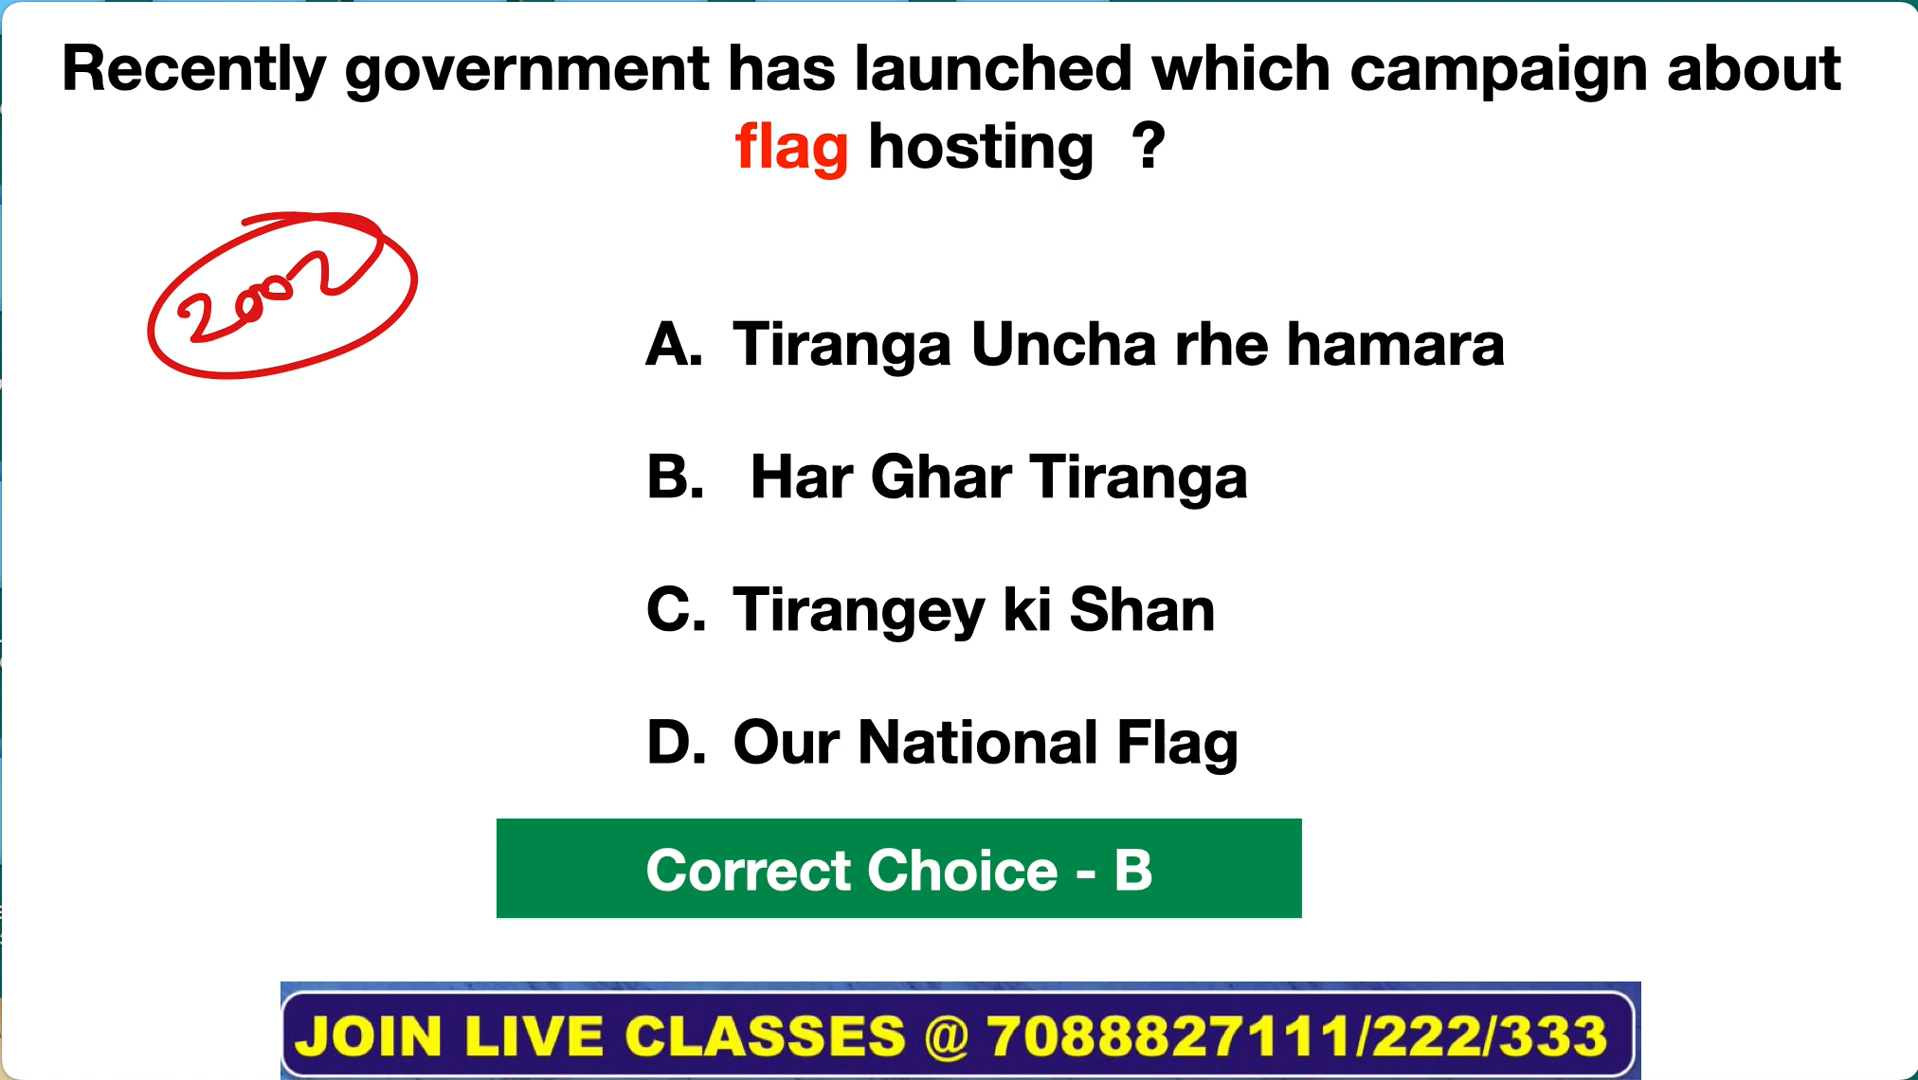 Recently government has launched which campaign about
flag hosting ?
2002
A. Tiranga Uncha rhe hamara
B. Har Ghar Tiranga
C. Tirangey ki Shan
D. Our National Flag
Correct Choice - B
JOIN LIVE CLASSES @ 7088827111/222/333